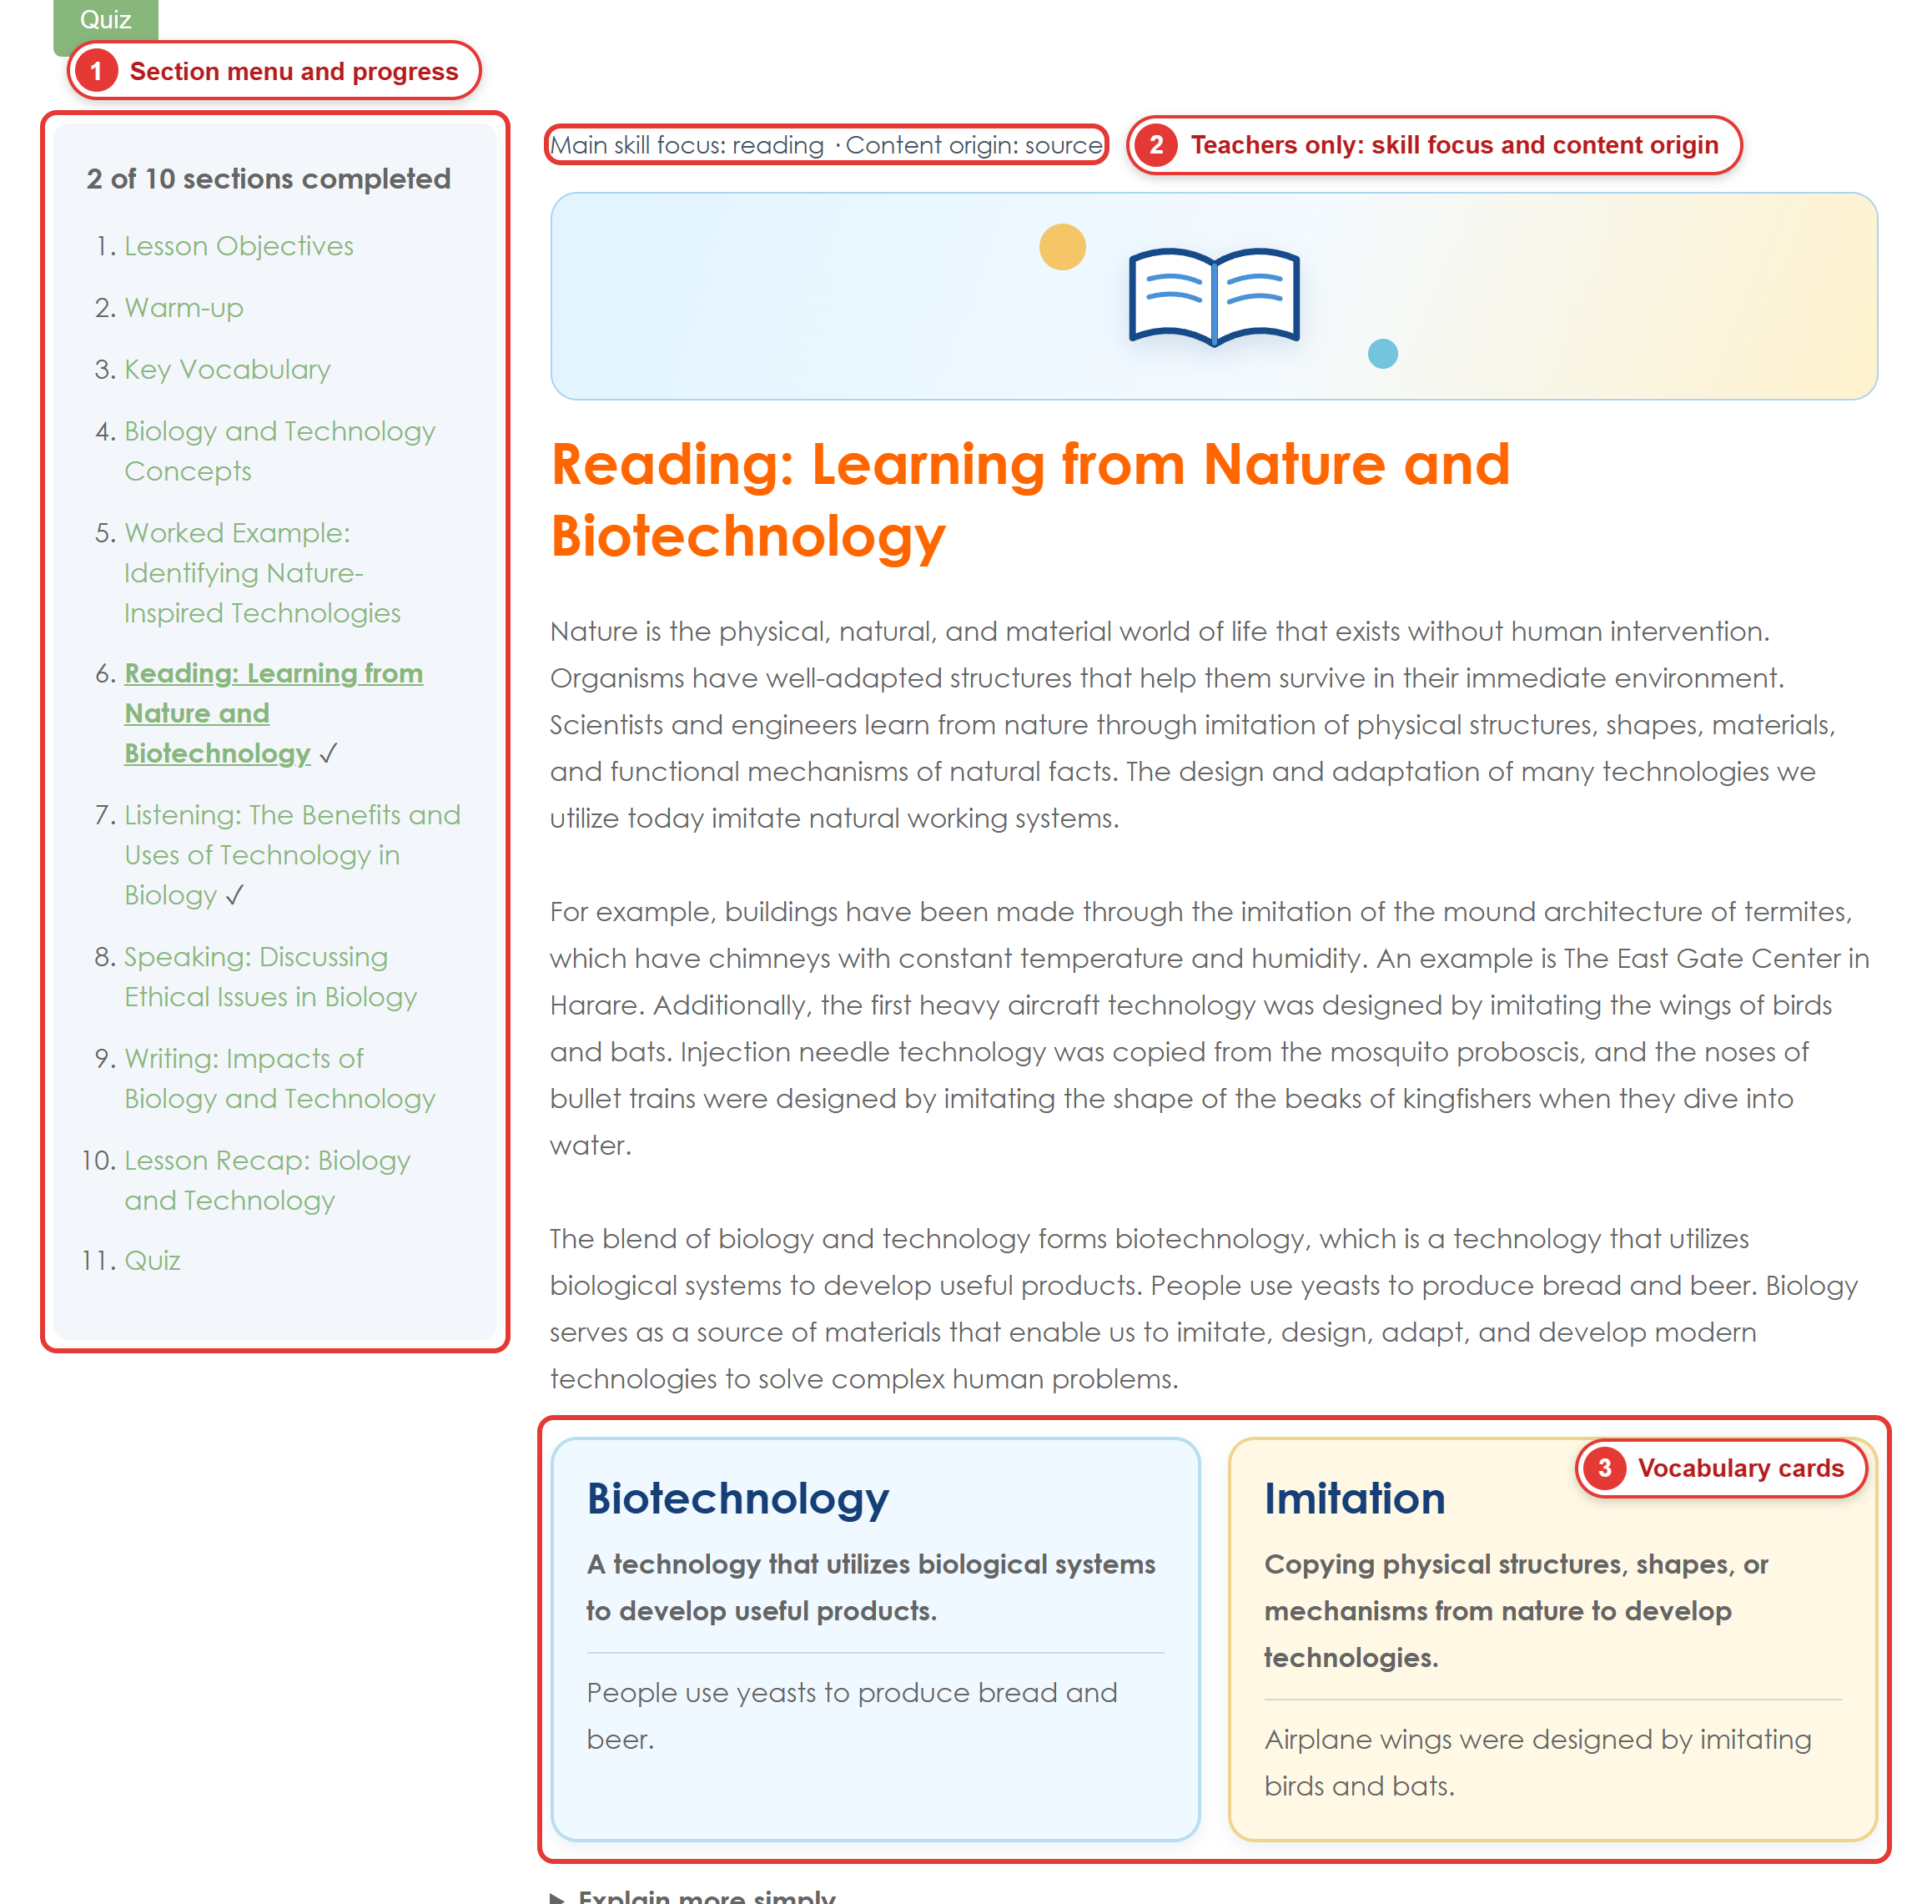 Quiz
1 Section menu and progress
2 of 10 sections completed
1. Lesson Objectives
2. Warm-up
3. Key Vocabulary
4. Biology and Technology
Concepts
5. Worked Example:
Identifying Nature-
Inspired Technologies
6. Reading: Learning from
Nature and
Biotechnology ✓
7. Listening: The Benefits and
Uses of Technology in
Biology ✓
8. Speaking: Discussing
Ethical Issues in Biology
9. Writing: Impacts of
Biology and Technology
10. Lesson Recap: Biology
and Technology
11. Quiz
Main skill focus: reading · Content origin: source
2 Teachers only: skill focus and content origin
Reading: Learning from Nature and
Biotechnology
Nature is the physical, natural, and material world of life that exists without human intervention.
Organisms have well-adapted structures that help them survive in their immediate environment.
Scientists and engineers learn from nature through imitation of physical structures, shapes, materials,
and functional mechanisms of natural facts. The design and adaptation of many technologies we
utilize today imitate natural working systems.
For example, buildings have been made through the imitation of the mound architecture of termites,
which have chimneys with constant temperature and humidity. An example is The East Gate Center in
Harare. Additionally, the first heavy aircraft technology was designed by imitating the wings of birds
and bats. Injection needle technology was copied from the mosquito proboscis, and the noses of
bullet trains were designed by imitating the shape of the beaks of kingfishers when they dive into
water.
The blend of biology and technology forms biotechnology, which is a technology that utilizes
biological systems to develop useful products. People use yeasts to produce bread and beer. Biology
serves as a source of materials that enable us to imitate, design, adapt, and develop modern
technologies to solve complex human problems.
Biotechnology
A technology that utilizes biological systems
to develop useful products.
People use yeasts to produce bread and
beer.
3 Vocabulary cards
Imitation
Copying physical structures, shapes, or
mechanisms from nature to develop
technologies.
Airplane wings were designed by imitating
birds and bats.
Explain more simply